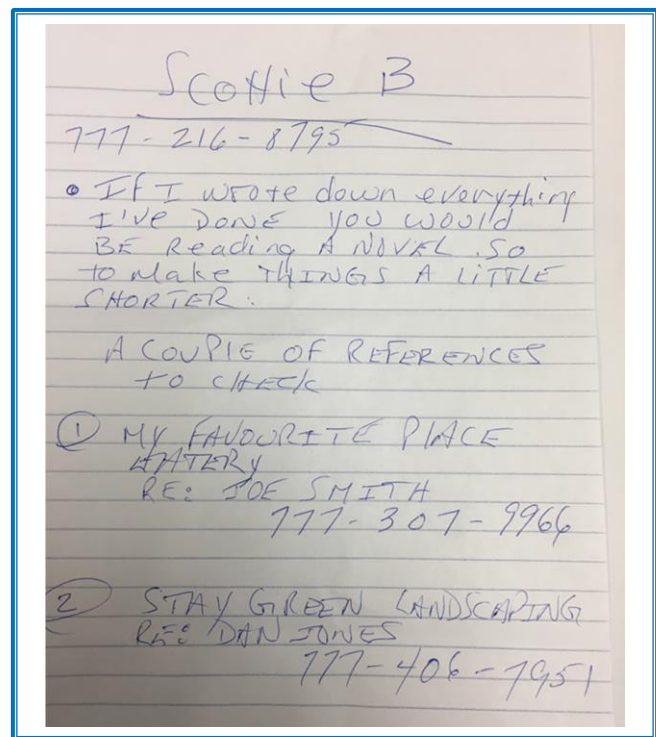 Scottie B
777-216-8795
• If I wrote down everything
I've DONE you would
BE Reading A NOVEL. SO
to Make THINGS A LITTLE
SHORTER:
A COUPLE OF REFERENCES
to CHECK
① MY FAVOURITE PLACE
EATERY
RE: JOE SMITH
777-307-9966
② STAY GREEN LANDSCAPING
RE: DAN JONES
777-406-7951